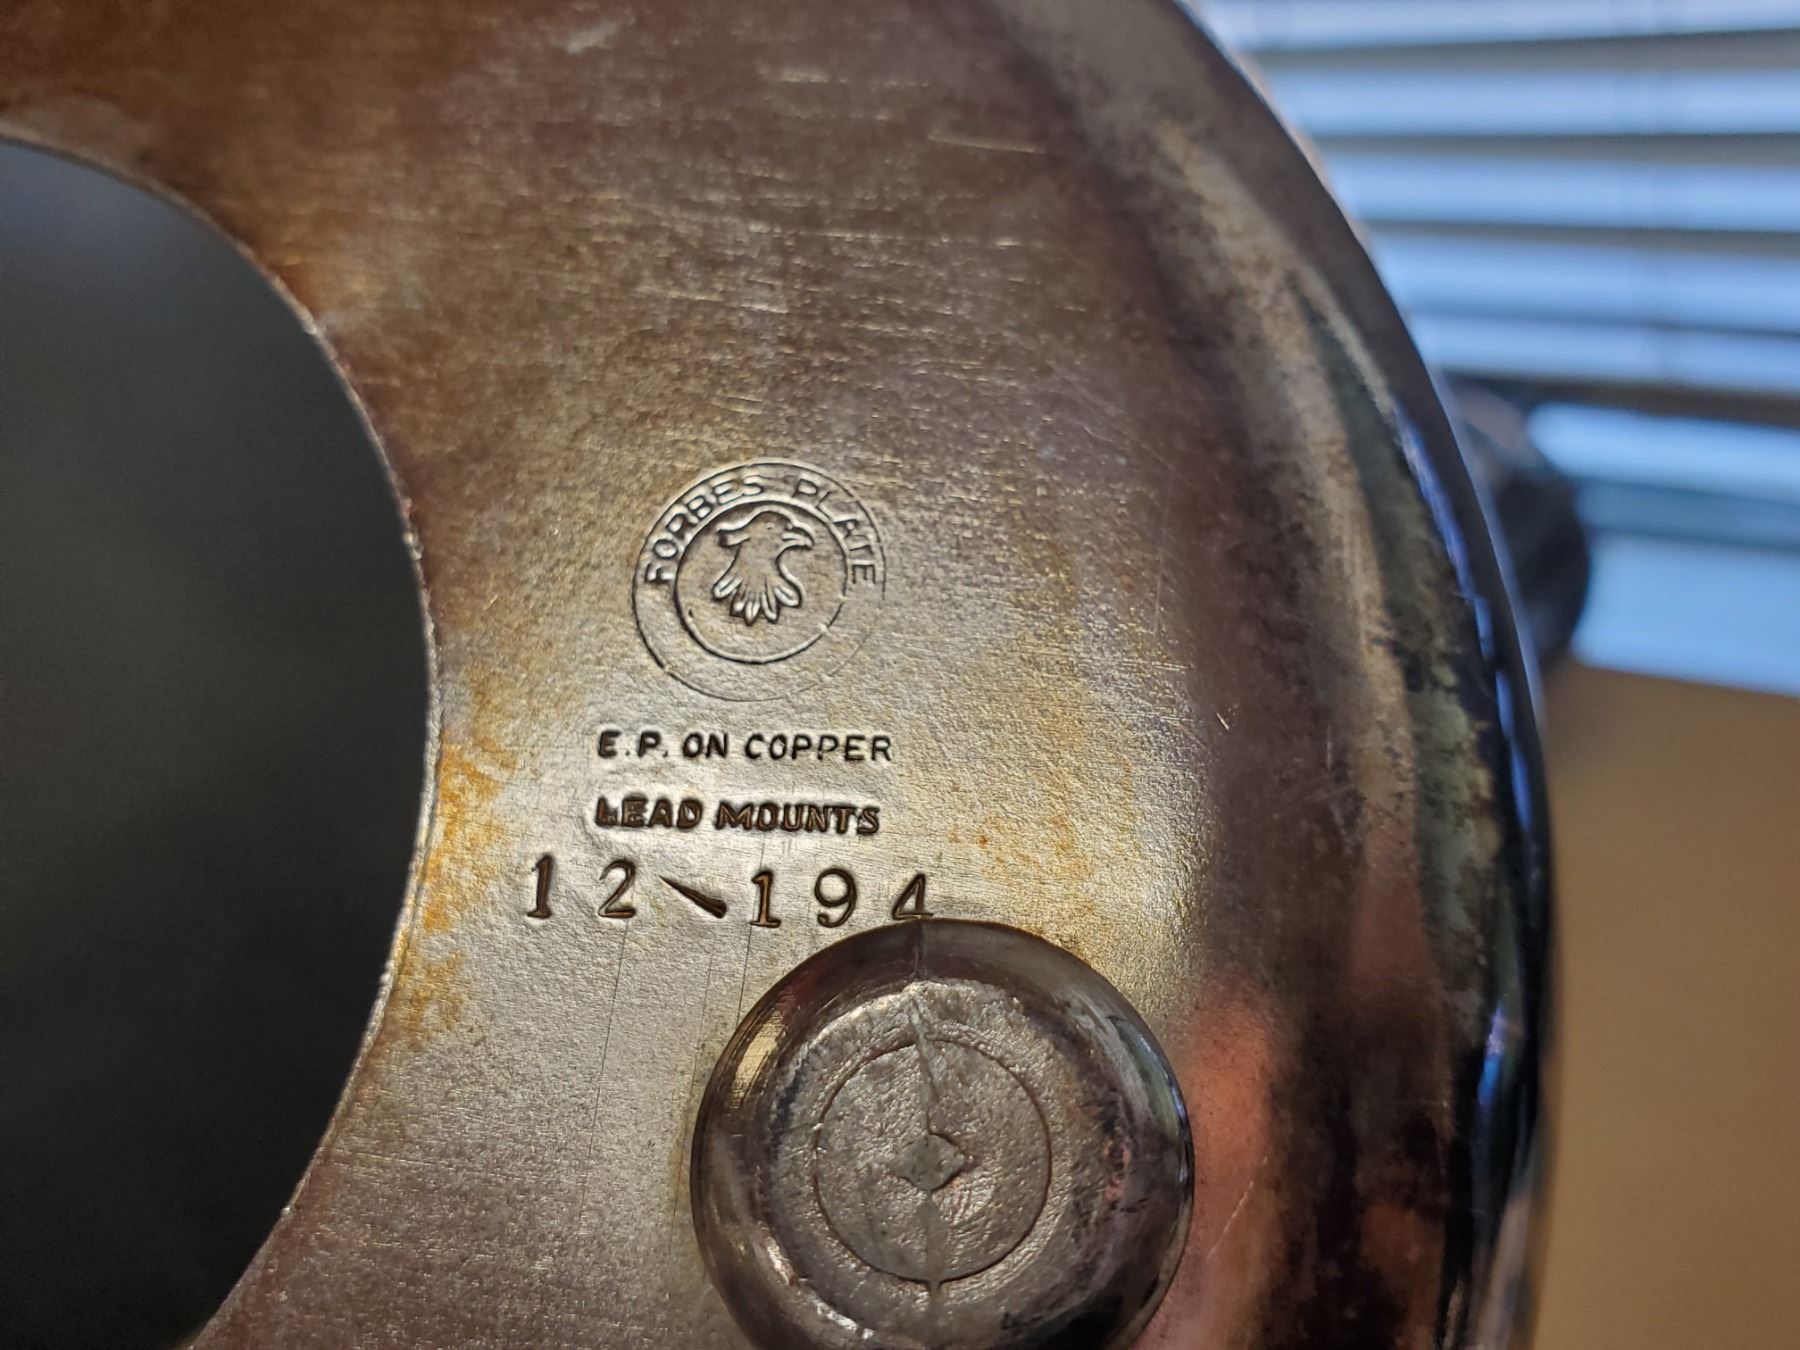 FORBES PLATE
E.P. ON COPPER
LEAD MOUNTS
12-194